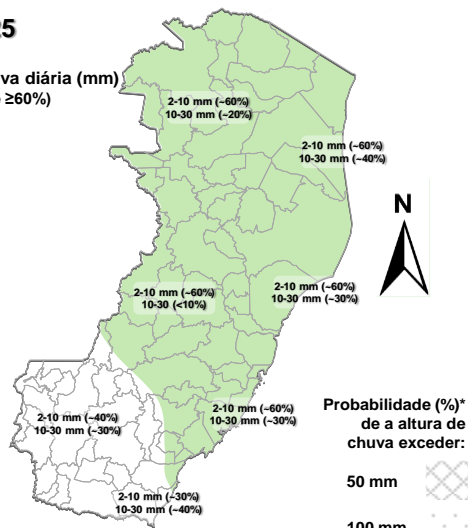 25
va diária (mm)
≥60%)
2-10 mm (~60%)
10-30 mm (~20%)
2-10 mm (~60%)
10-30 mm (~40%)
N
2-10 mm (~60%)
10-30 (<10%)
2-10 mm (~60%)
10-30 mm (~30%)
2-10 mm (~40%)
10-30 mm (~30%)
2-10 mm (~60%)
10-30 mm (~30%)
2-10 mm (~30%)
10-30 mm (~40%)
Probabilidade (%)*
de a altura de
chuva exceder:
50 mm
100 mm